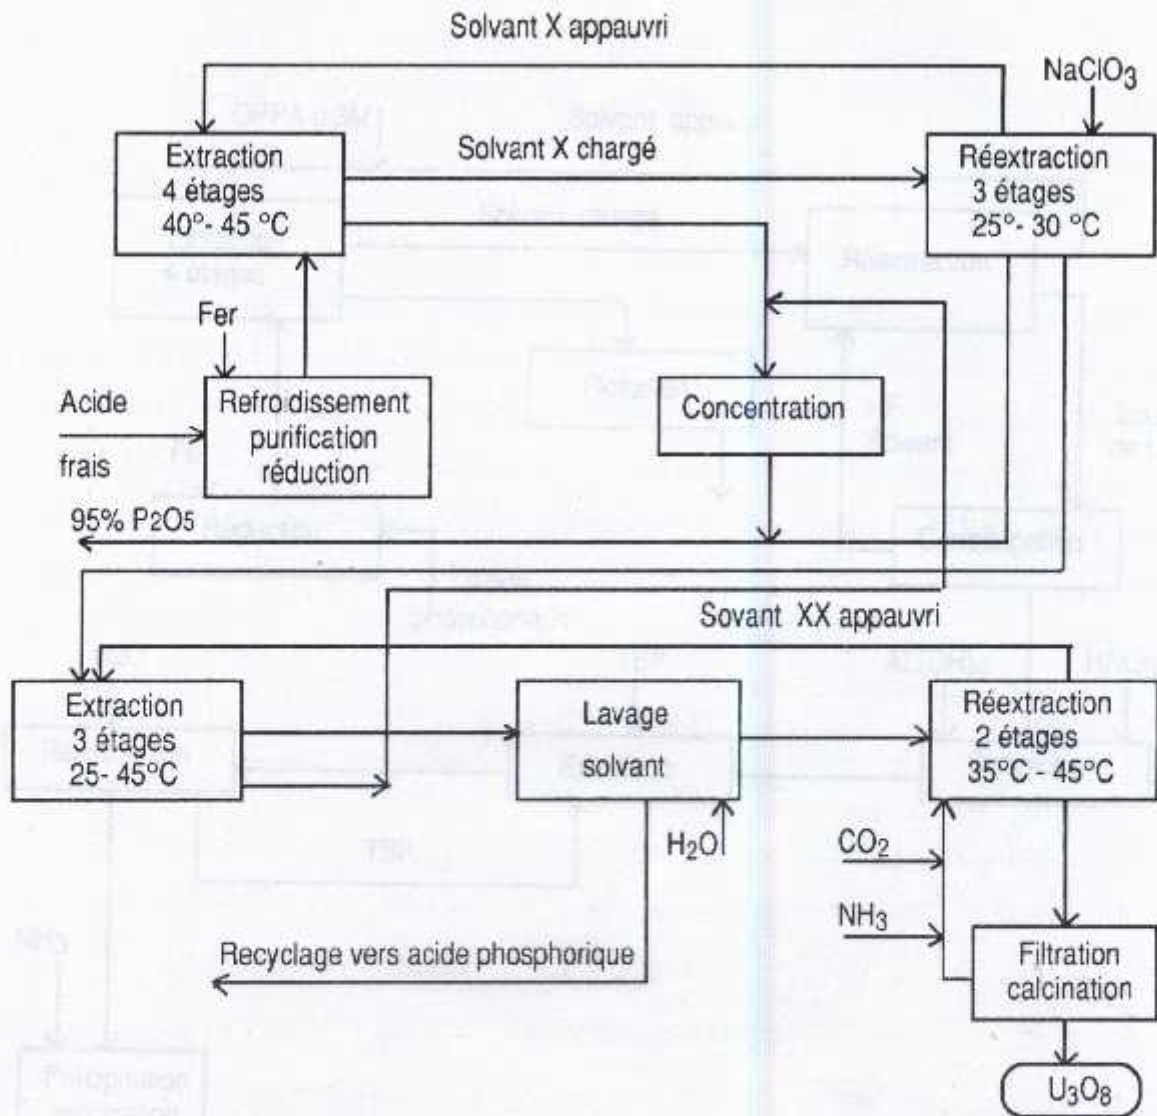 Solvant X appauvri
NaClO3
Extraction
4 étages
40°- 45 °C
Solvant X chargé
Réextraction
3 étages
25°- 30 °C
Fer
Acide
frais
Refroidissement
purification
réduction
Concentration
95% P2O5
Sovant XX appauvri
Extraction
3 étages
25- 45°C
Lavage
solvant
Réextraction
2 étages
35°C - 45°C
H2O
CO2
NH3
Recyclage vers acide phosphorique
Filtration
calcination
U3O8